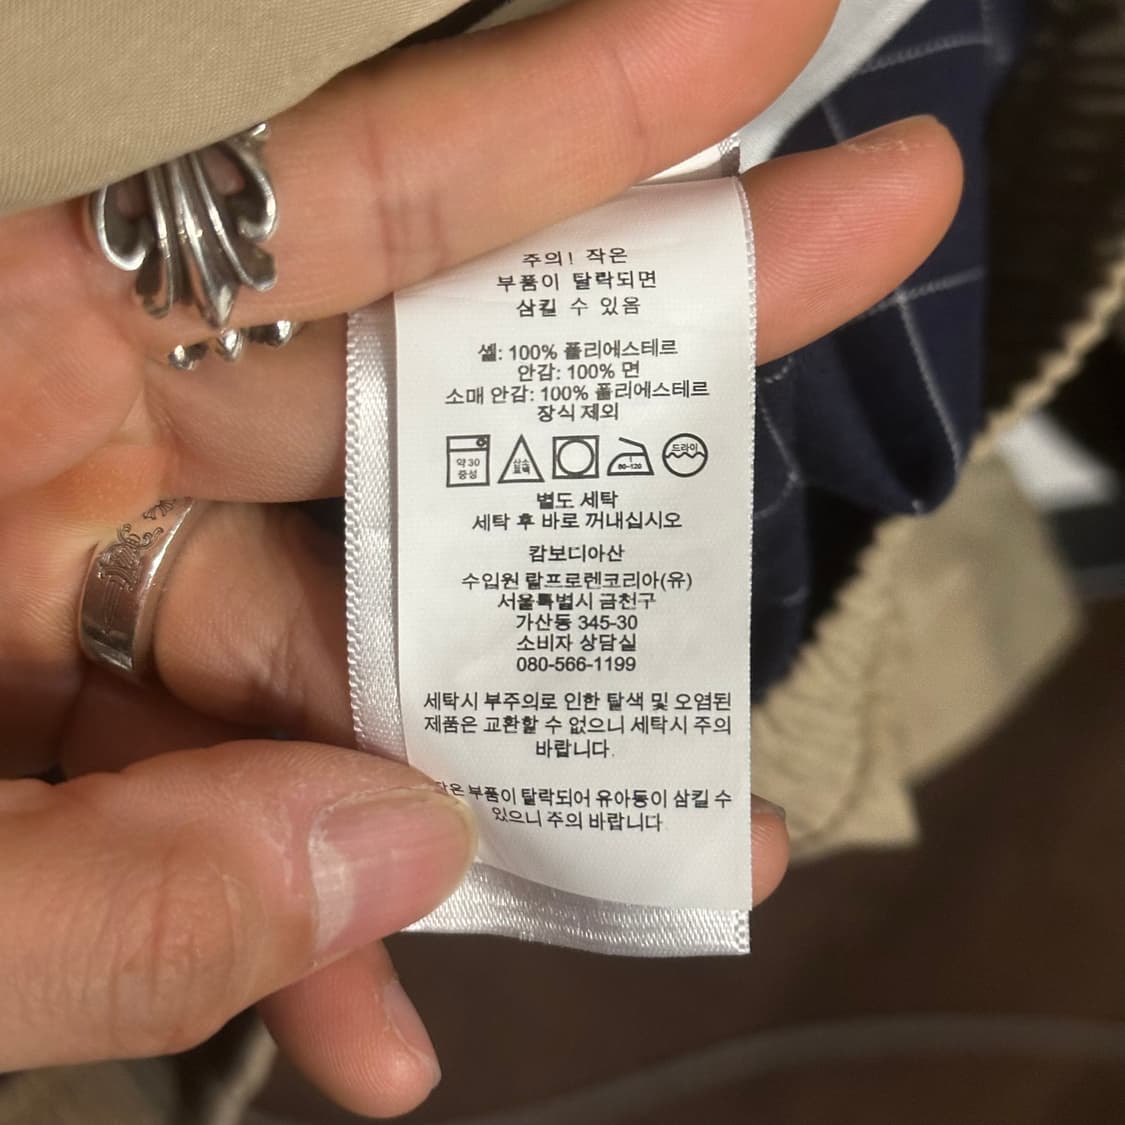 주의! 작은
부품이 탈락되면
삼킬 수 있음
셸: 100% 폴리에스테르
안감: 100% 면
소매 안감: 100% 폴리에스테르
장식 제외
약 30
중성
산소
표백
80-120
드라이
별도 세탁
세탁 후 바로 꺼내십시오
캄보디아산
수입원 랄프로렌코리아(유)
서울특별시 금천구
가산동 345-30
소비자 상담실
080-566-1199
세탁시 부주의로 인한 탈색 및 오염된
제품은 교환할 수 없으니 세탁시 주의
바랍니다.
작은 부품이 탈락되어 유아동이 삼킬 수
있으니 주의 바랍니다